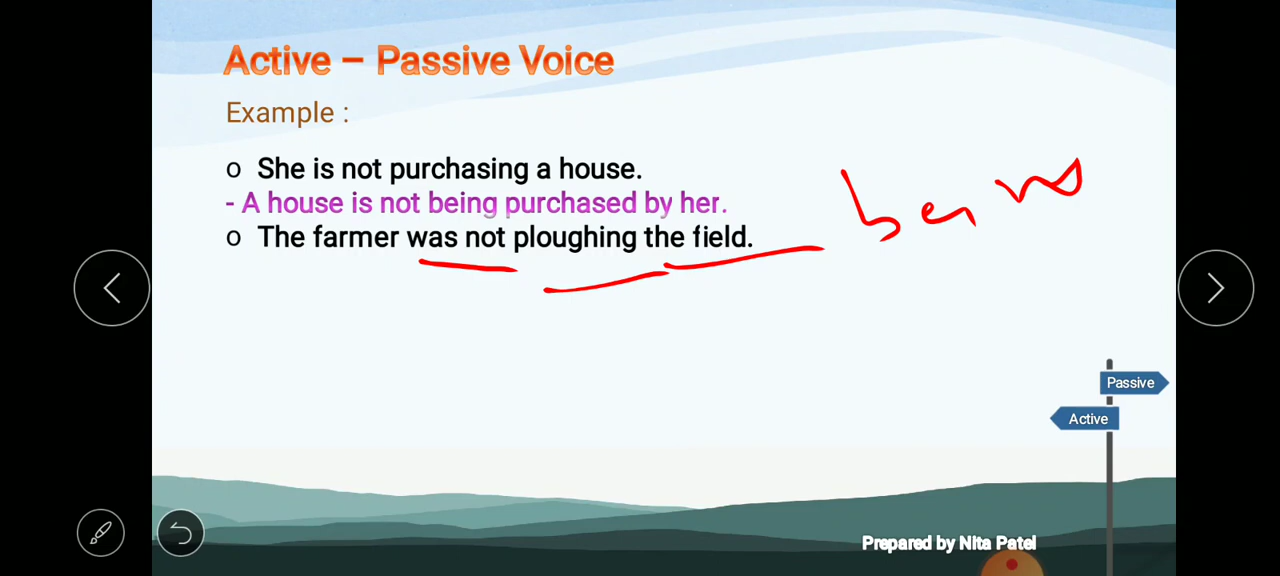 Active – Passive Voice
Example :
o She is not purchasing a house.
- A house is not being purchased by her.
o The farmer was not ploughing the field.
Passive
Active
Prepared by Nita Patel